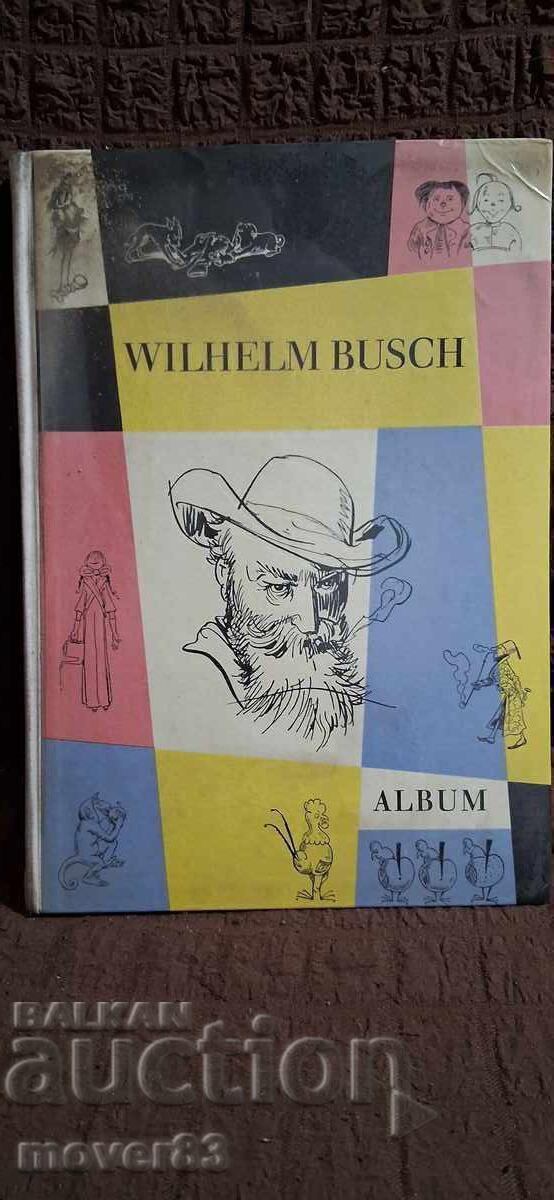 WILHELM BUSCH
ALBUM
BALKAN
auction
mover83